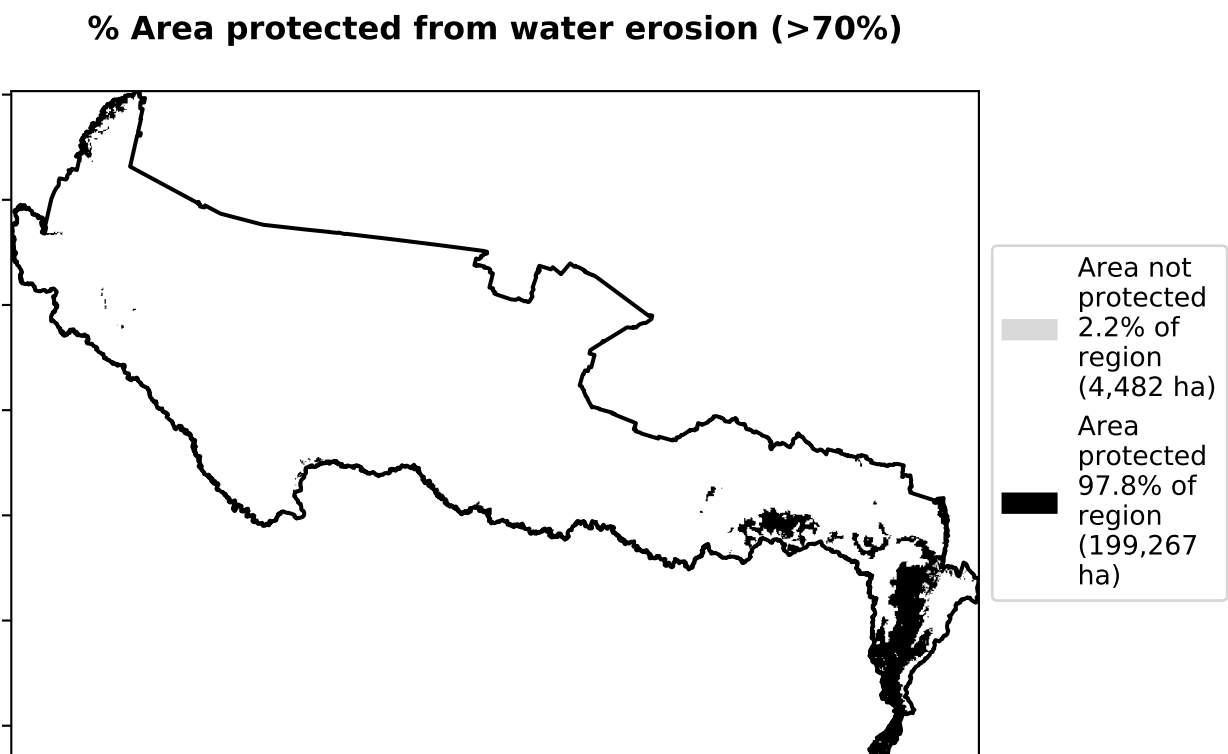 % Area protected from water erosion (>70%)
Area not
protected
2.2% of
region
(4,482 ha)
Area
protected
97.8% of
region
(199,267
ha)